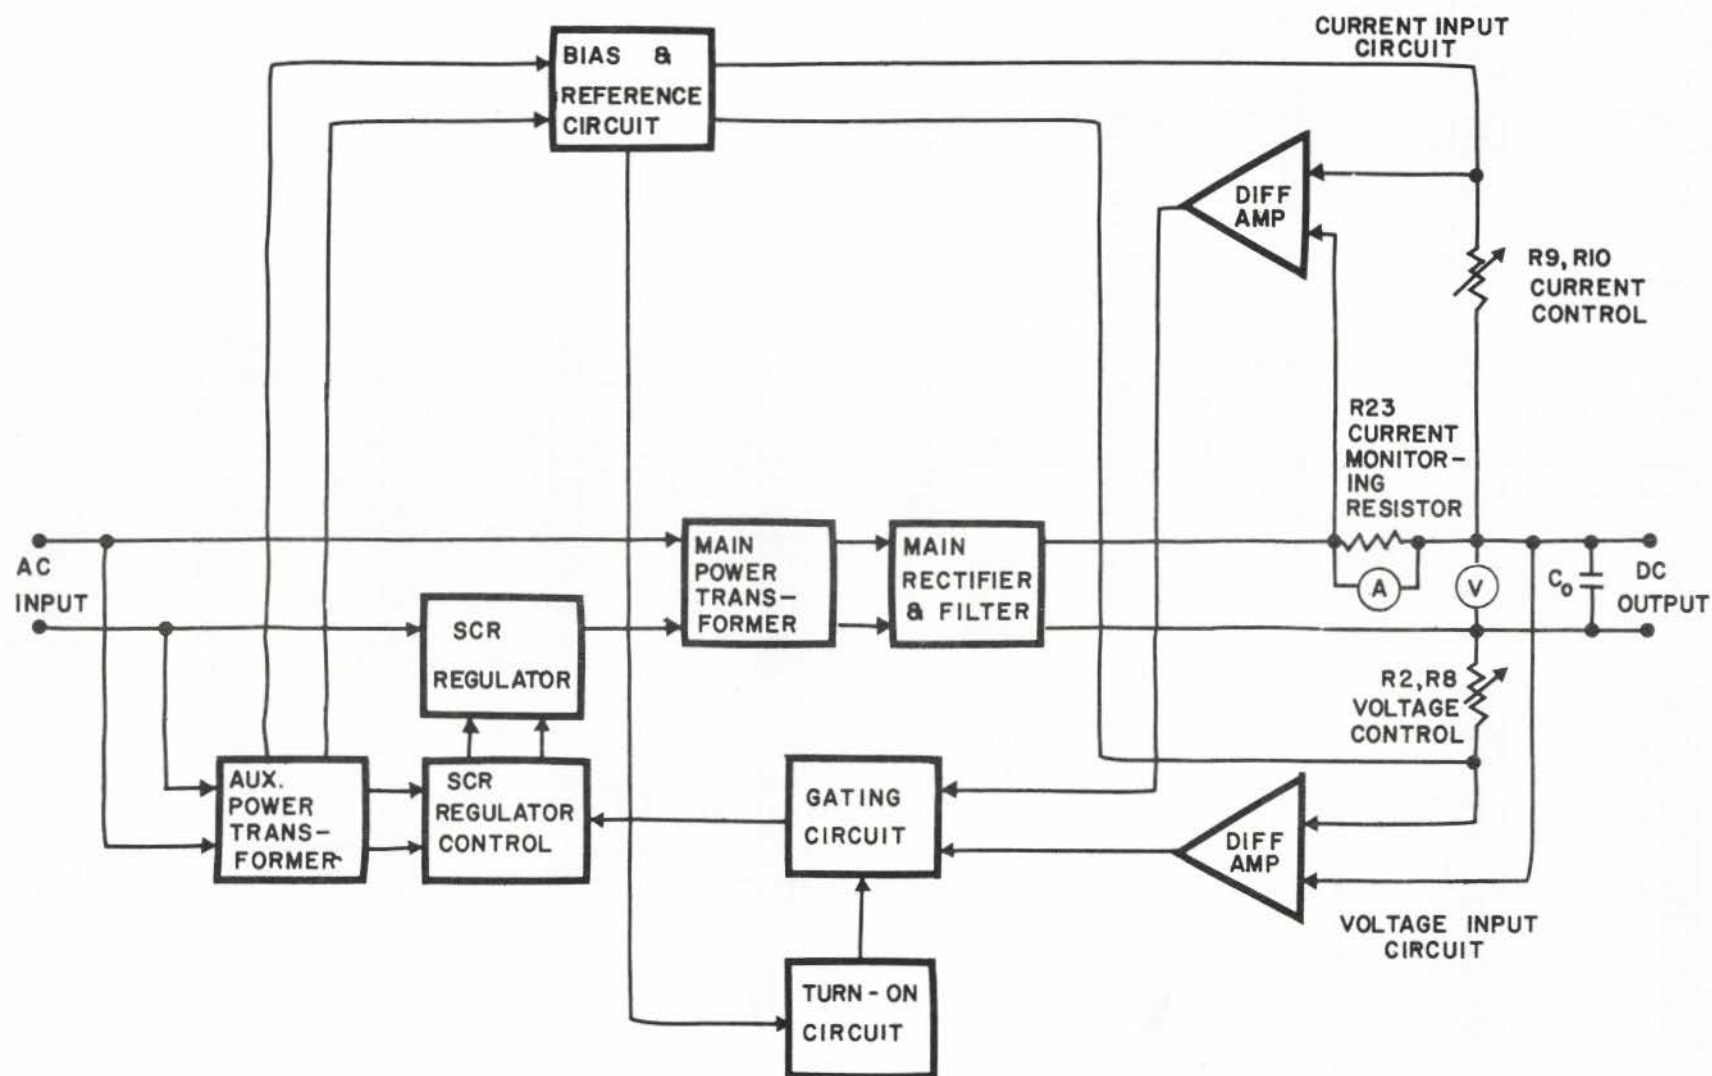 CURRENT INPUT
CIRCUIT
BIAS &
REFERENCE
CIRCUIT
DIFF
AMP
R9, R10
CURRENT
CONTROL
R23
CURRENT
MONITOR-
ING
RESISTOR
AC
INPUT
SCR
REGULATOR
MAIN
POWER
TRANS-
FORMER
MAIN
RECTIFIER
& FILTER
A
V
C₀
DC
OUTPUT
R2, R8
VOLTAGE
CONTROL
AUX.
POWER
TRANS-
FORMER
SCR
REGULATOR
CONTROL
GATING
CIRCUIT
DIFF
AMP
VOLTAGE INPUT
CIRCUIT
TURN-ON
CIRCUIT